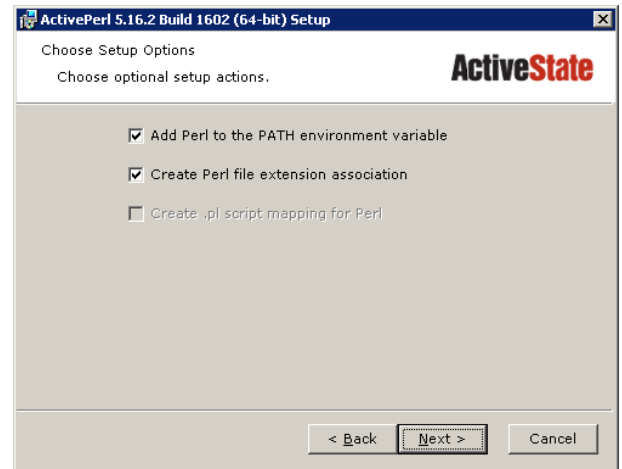 ActivePerl 5.16.2 Build 1602 (64-bit) Setup
Choose Setup Options
Choose optional setup actions.
ActiveState
Add Perl to the PATH environment variable
Create Perl file extension association
Create .pl script mapping for Perl
< Back
Next >
Cancel